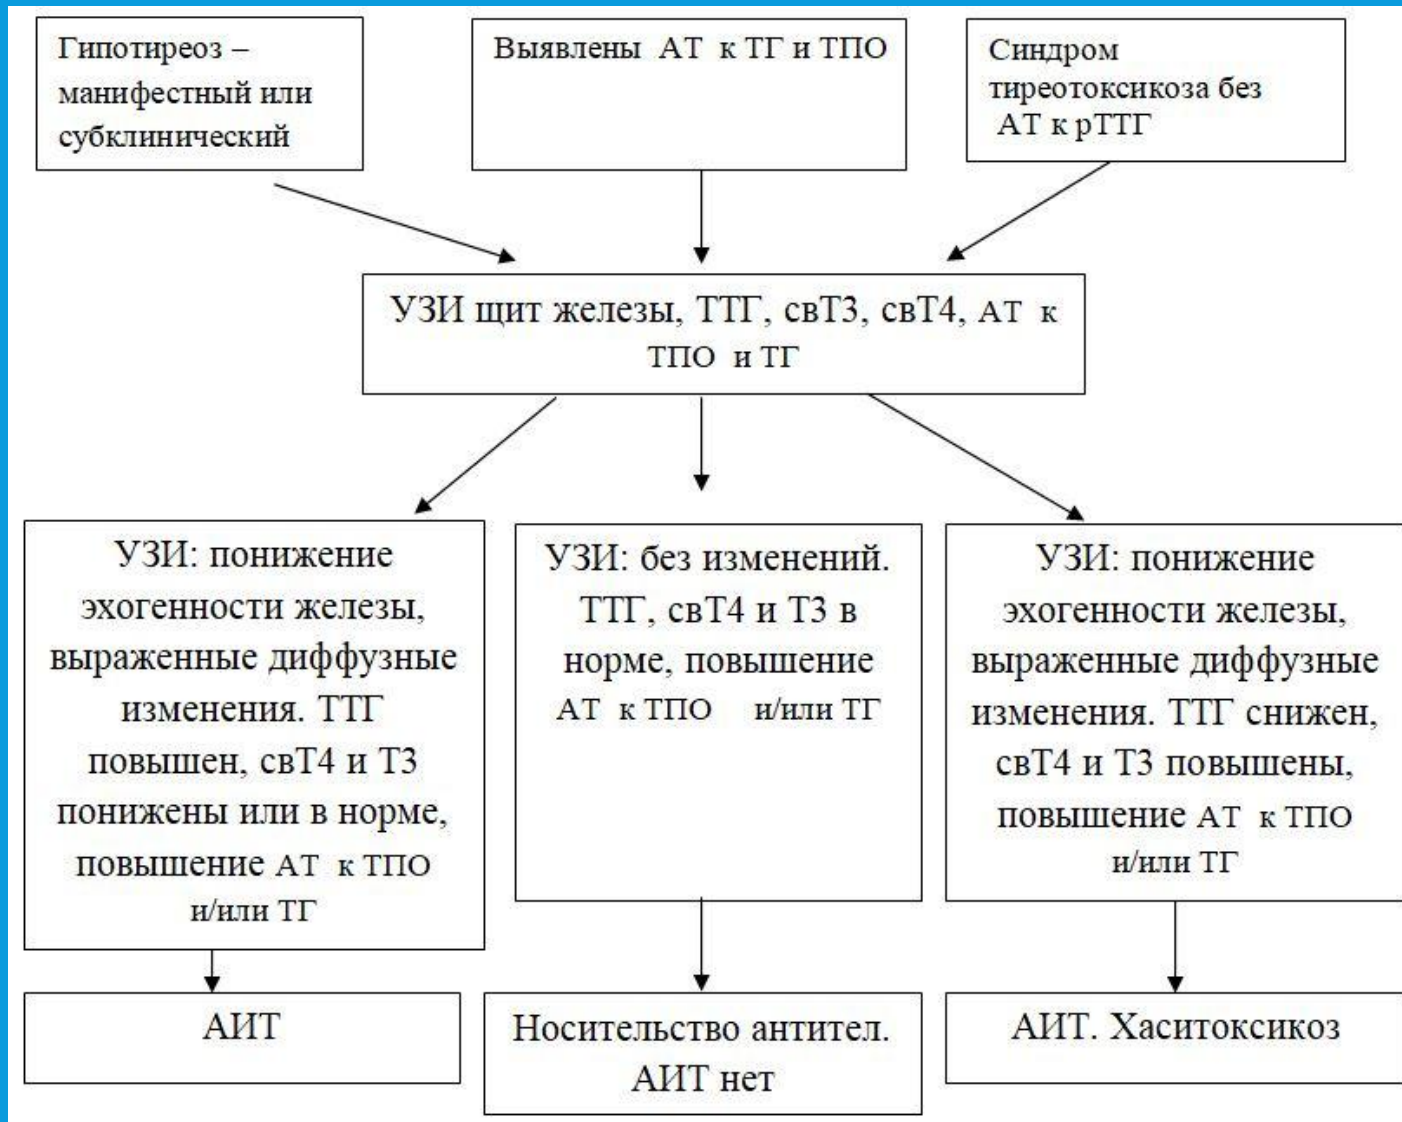 Гипотиреоз –
манифестный или
субклинический
Выявлены АТ к ТГ и ТПО
Синдром
тиреотоксикоза без
АТ к рТТГ
УЗИ щит железы, ТТГ, свТ3, свТ4, АТ к
ТПО и ТГ
УЗИ: понижение
эхогенности железы,
выраженные диффузные
изменения. ТТГ
повышен, свТ4 и Т3
понижены или в норме,
повышение АТ к ТПО
и/или ТГ
УЗИ: без изменений.
ТТГ, свТ4 и Т3 в
норме, повышение
АТ к ТПО и/или ТГ
УЗИ: понижение
эхогенности железы,
выраженные диффузные
изменения. ТТГ снижен,
свТ4 и Т3 повышены,
повышение АТ к ТПО
и/или ТГ
АИТ
Носительство антител.
АИТ нет
АИТ. Хаситоксикоз